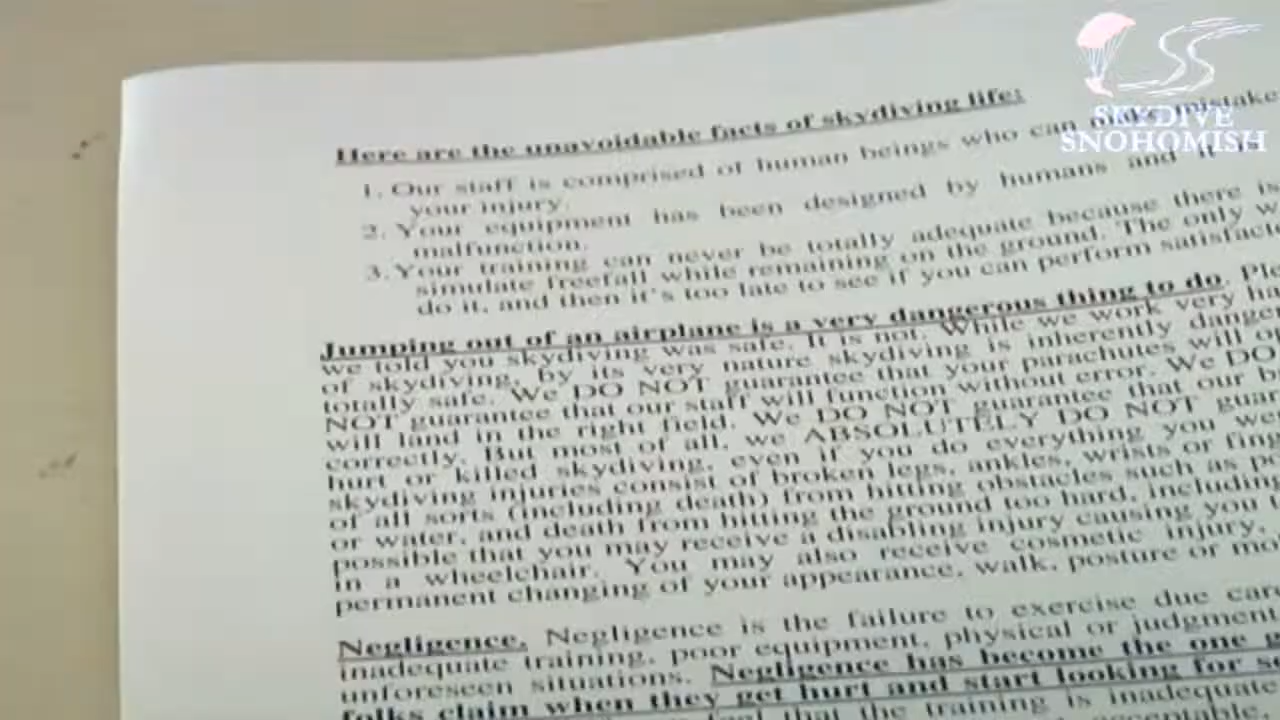 SKYDIVE
SNOHOMISH
Here are the unavoidable facts of skydiving life:
1. Our staff is comprised of human beings who can make mistake
your injury.
2. Your equipment has been designed by humans and it
malfunction.
3. Your training can never be totally adequate because there is
simulate freefall while remaining on the ground. The only w
do it, and then it's too late to see if you can perform satisfacto
Jumping out of an airplane is a very dangerous thing to do. Ple
we told you skydiving was safe. It is not. While we work very ha
of skydiving, by its very nature skydiving is inherently danger
totally safe. We DO NOT guarantee that your parachutes will o
NOT guarantee that our staff will function without error. We DO
will land in the right field. We DO NOT guarantee that our b
correctly. But most of all, we ABSOLUTELY DO NOT guar
hurt or killed skydiving, even if you do everything you we
skydiving injuries consist of broken legs, ankles, wrists or fing
of all sorts (including death) from hitting obstacles such as po
or water, and death from hitting the ground too hard, including
possible that you may receive a disabling injury causing you t
in a wheelchair. You may also receive cosmetic injury,
permanent changing of your appearance, walk, posture or mo
Negligence. Negligence is the failure to exercise due care
inadequate training, poor equipment, physical or judgment
unforeseen situations. Negligence has become the one g
folks claim when they get hurt and start looking for so
that the training is inadequate